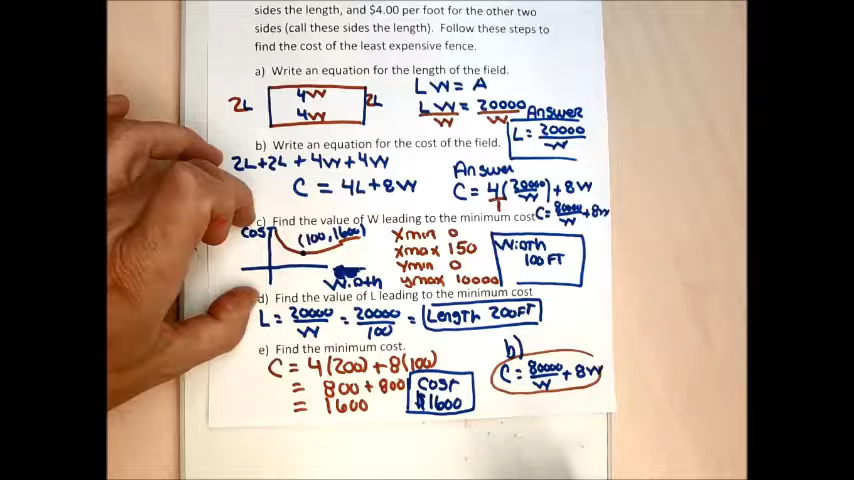 sides the length, and $4.00 per foot for the other two
sides (call these sides the length). Follow these steps to
find the cost of the least expensive fence.
a) Write an equation for the length of the field.
2L 4W 2L
4W
LW = A
LW = 20000
W W
Answer
L = 20000
W
b) Write an equation for the cost of the field.
2L+2L + 4W+4W
C = 4L+8W
Answer
C = 4(20000/W)+8W
1
C = 80000/W + 8W
c) Find the value of W leading to the minimum cost
Cost
(100,1600)
Width
Xmin 0
Xmax 150
Ymin 0
ymax 10000
Width
100 FT
d) Find the value of L leading to the minimum cost
L = 20000/W = 20000/100 = Length 200FT
e) Find the minimum cost.
C = 4(200) + 8(100)
= 800 + 800
= 1600
Cost
$1600
b)
C = 80000/W + 8W